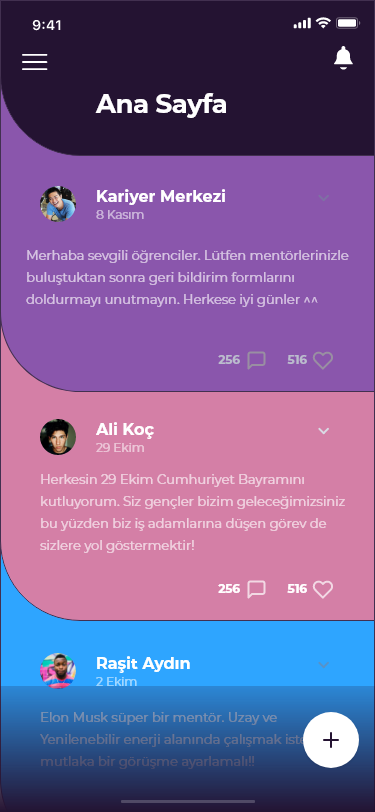 9:41
Ana Sayfa
Kariyer Merkezi
8 Kasım
Merhaba sevgili öğrenciler. Lütfen mentörlerinizle
buluştuktan sonra geri bildirim formlarını
doldurmayı unutmayın. Herkese iyi günler ^^
256 516
Ali Koç
29 Ekim
Herkesin 29 Ekim Cumhuriyet Bayramını
kutluyorum. Siz gençler bizim geleceğimizsiniz
bu yüzden biz iş adamlarına düşen görev de
sizlere yol göstermektir!
256 516
Raşit Aydın
2 Ekim
Elon Musk süper bir mentör. Uzay ve
Yenilenebilir enerji alanında çalışmak
mutlaka bir görüşme ayarlamalı!!